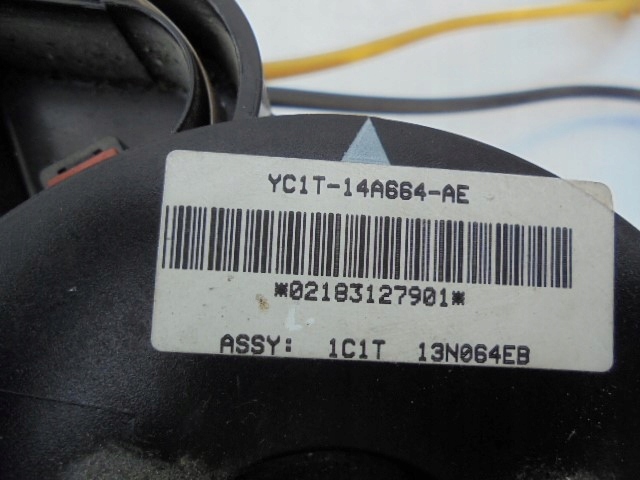 YC1T-14A664-AE
*02183127901*
ASSY: 1C1T 13N064EB